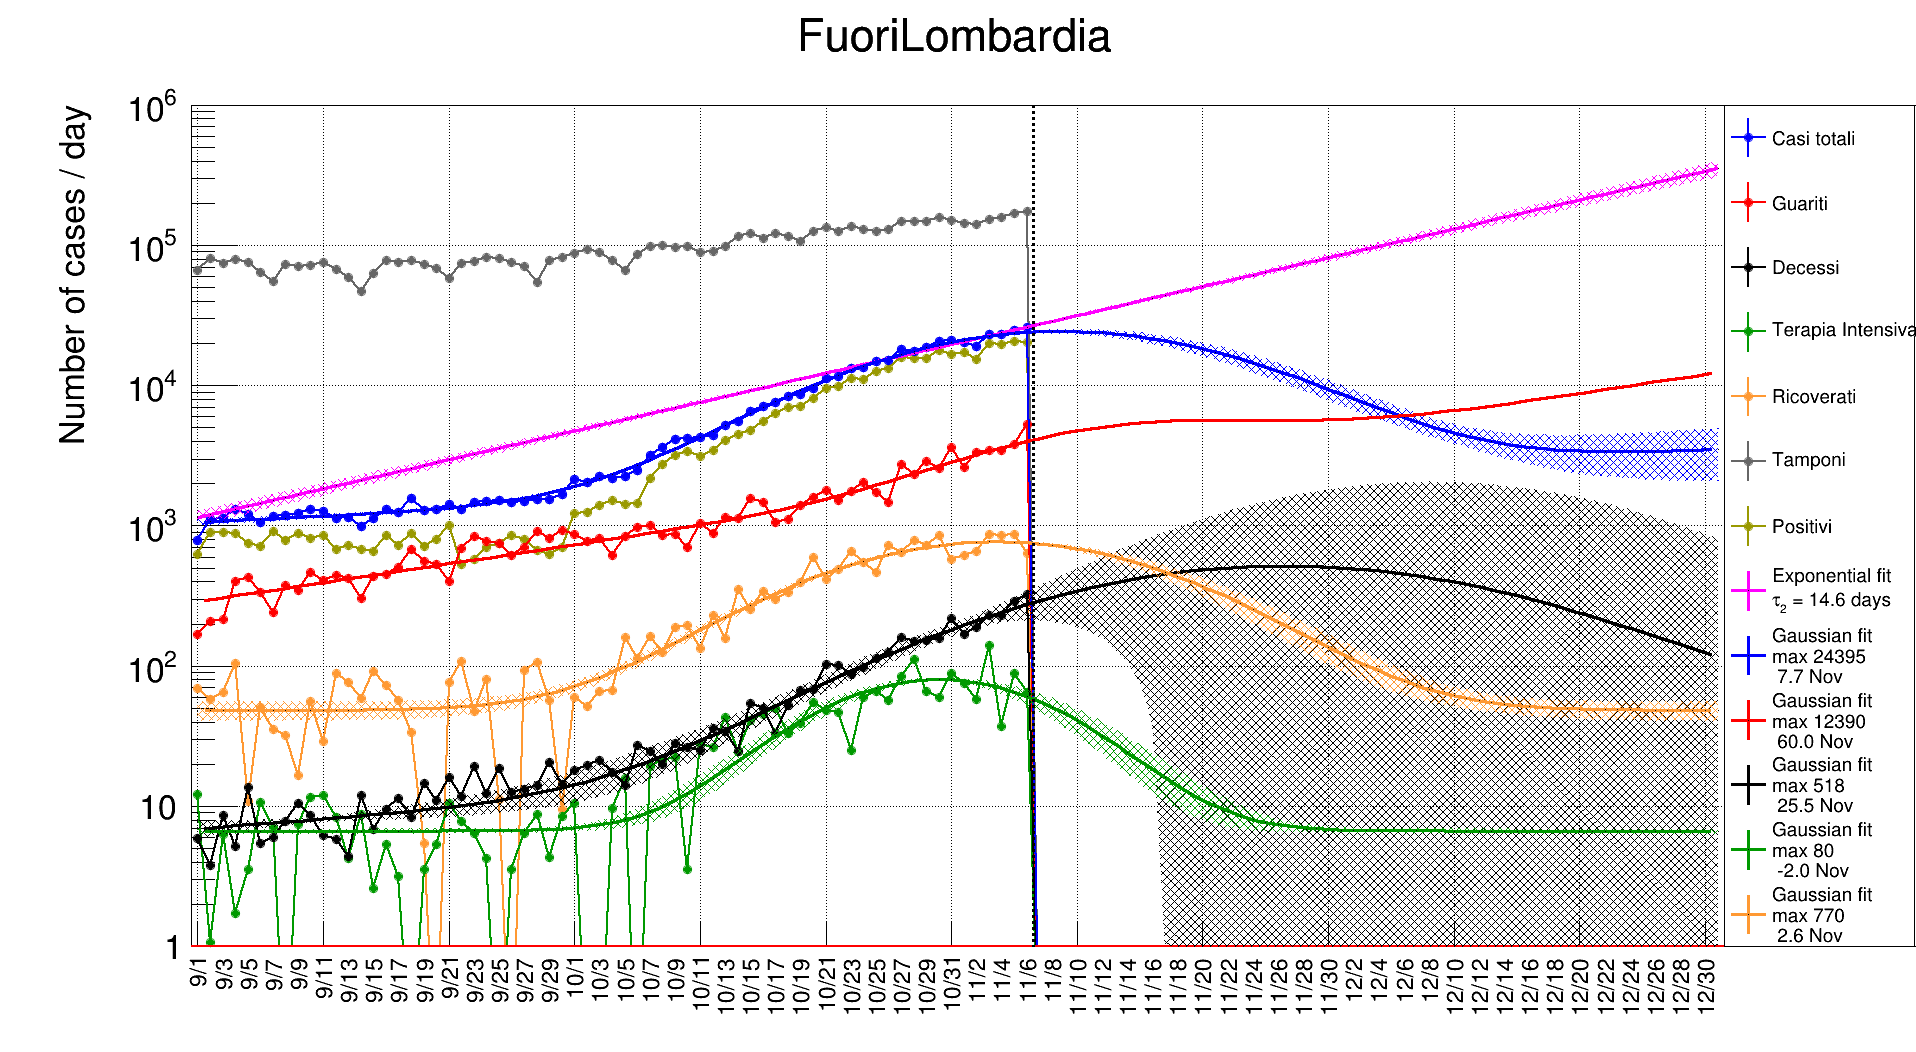 FuoriLombardia
Number of cases / day
10^6
10^5
10^4
10^3
10^2
10
1
9/1 9/3 9/5 9/7 9/9 9/11 9/13 9/15 9/17 9/19 9/21 9/23 9/25 9/27 9/29 10/1 10/3 10/5 10/7 10/9 10/11 10/13 10/15 10/17 10/19 10/21 10/23 10/25 10/27 10/29 10/31 11/2 11/4 11/6 11/8 11/10 11/12 11/14 11/16 11/18 11/20 11/22 11/24 11/26 11/28 11/30 12/2 12/4 12/6 12/8 12/10 12/12 12/14 12/16 12/18 12/20 12/22 12/24 12/26 12/28 12/30
Casi totali
Guariti
Decessi
Terapia Intensiva
Ricoverati
Tamponi
Positivi
Exponential fit
τ₂ = 14.6 days
Gaussian fit
max 24395
7.7 Nov
Gaussian fit
max 12390
60.0 Nov
Gaussian fit
max 518
25.5 Nov
Gaussian fit
max 80
-2.0 Nov
Gaussian fit
max 770
2.6 Nov